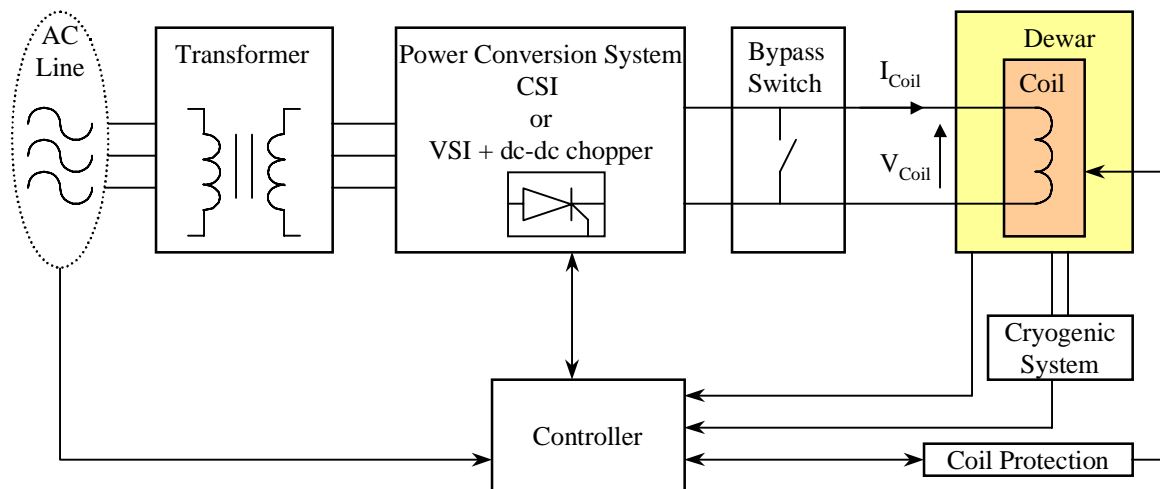 AC
Line
Transformer
Power Conversion System
CSI
or
VSI + dc-dc chopper
Bypass
Switch
I_Coil
V_Coil
Dewar
Coil
Cryogenic
System
Controller
Coil Protection